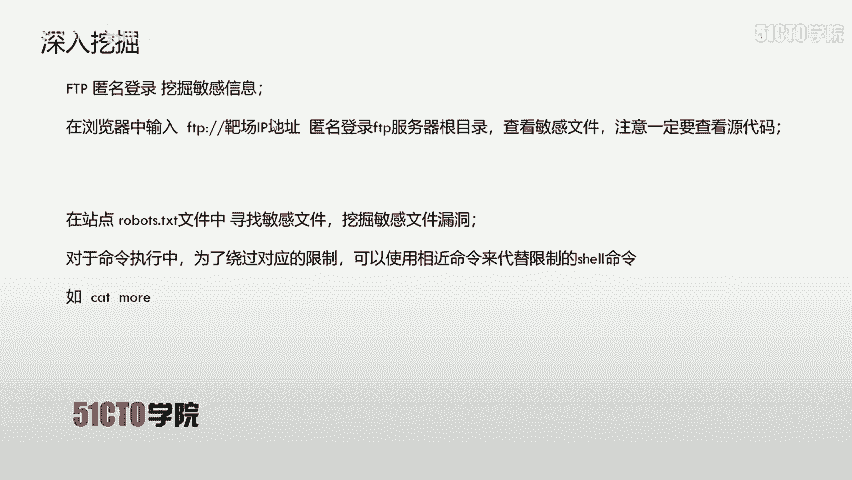 深入挖掘
51CTO学院
FTP 匿名登录 挖掘敏感信息；
在浏览器中输入 ftp://靶场IP地址 匿名登录ftp服务器根目录，查看敏感文件，注意一定要查看源代码；
在站点 robots.txt文件中 寻找敏感文件，挖掘敏感文件漏洞；
对于命令执行中，为了绕过对应的限制，可以使用相近命令来代替限制的shell命令
如 cat more
51CTO学院